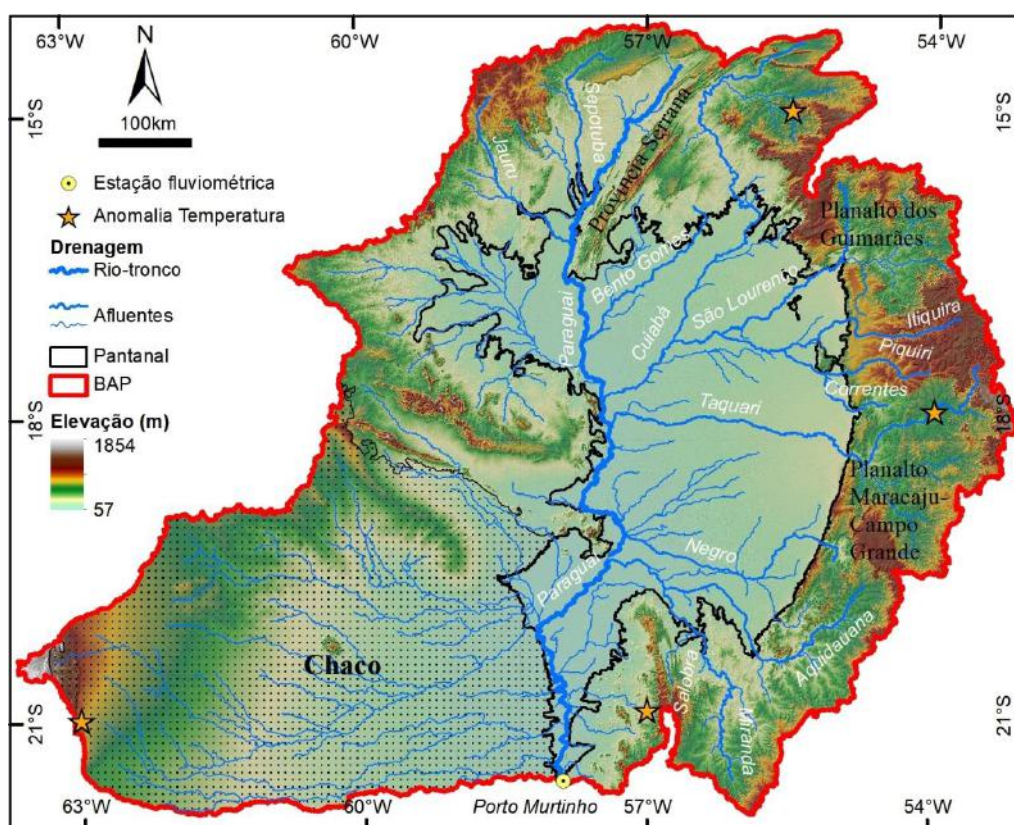 63°W
60°W
57°W
54°W
N
100km
15°S
15°S
Estação fluviométrica
Anomalia Temperatura
Drenagem
Rio-tronco
Afluentes
Pantanal
BAP
Elevação (m)
1854
57
Jauru
Sepotuba
Província Serrana
Planalto dos
Guimarães
Bento Gomes
Paraguai
Cuiabá
São Lourenço
Itiquira
Piquiri
Correntes
18°S
18°S
Taquari
Planalto
Maracaju-
Campo
Grande
Negro
Paraguai
Aquidauana
Chaco
Salobra
Miranda
21°S
21°S
Porto Murtinho
63°W
60°W
57°W
54°W